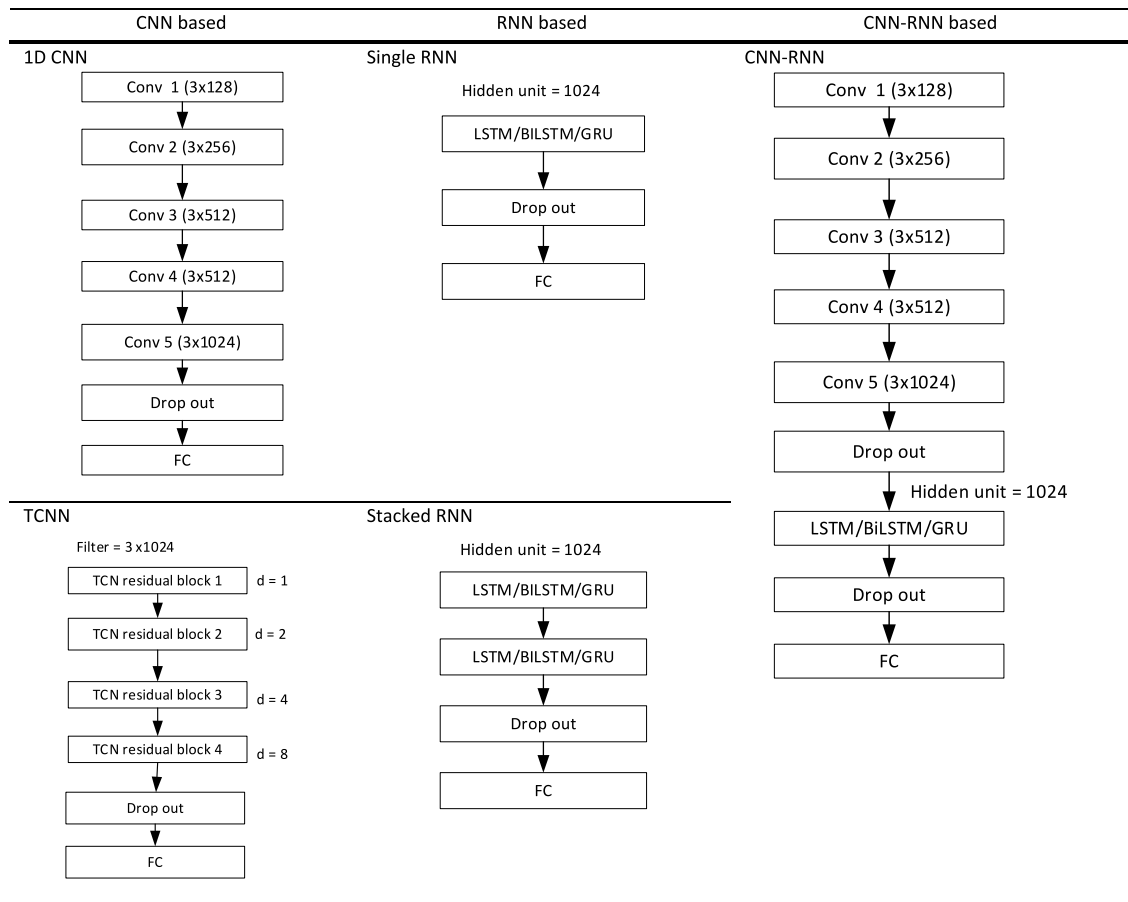 CNN based
RNN based
CNN-RNN based
1D CNN
Conv 1 (3x128)
Conv 2 (3x256)
Conv 3 (3x512)
Conv 4 (3x512)
Conv 5 (3x1024)
Drop out
FC
Single RNN
Hidden unit = 1024
LSTM/BILSTM/GRU
Drop out
FC
CNN-RNN
Conv 1 (3x128)
Conv 2 (3x256)
Conv 3 (3x512)
Conv 4 (3x512)
Conv 5 (3x1024)
Drop out
Hidden unit = 1024
LSTM/BiLSTM/GRU
Drop out
FC
TCNN
Filter = 3 x1024
TCN residual block 1 d = 1
TCN residual block 2 d = 2
TCN residual block 3 d = 4
TCN residual block 4 d = 8
Drop out
FC
Stacked RNN
Hidden unit = 1024
LSTM/BILSTM/GRU
LSTM/BILSTM/GRU
Drop out
FC